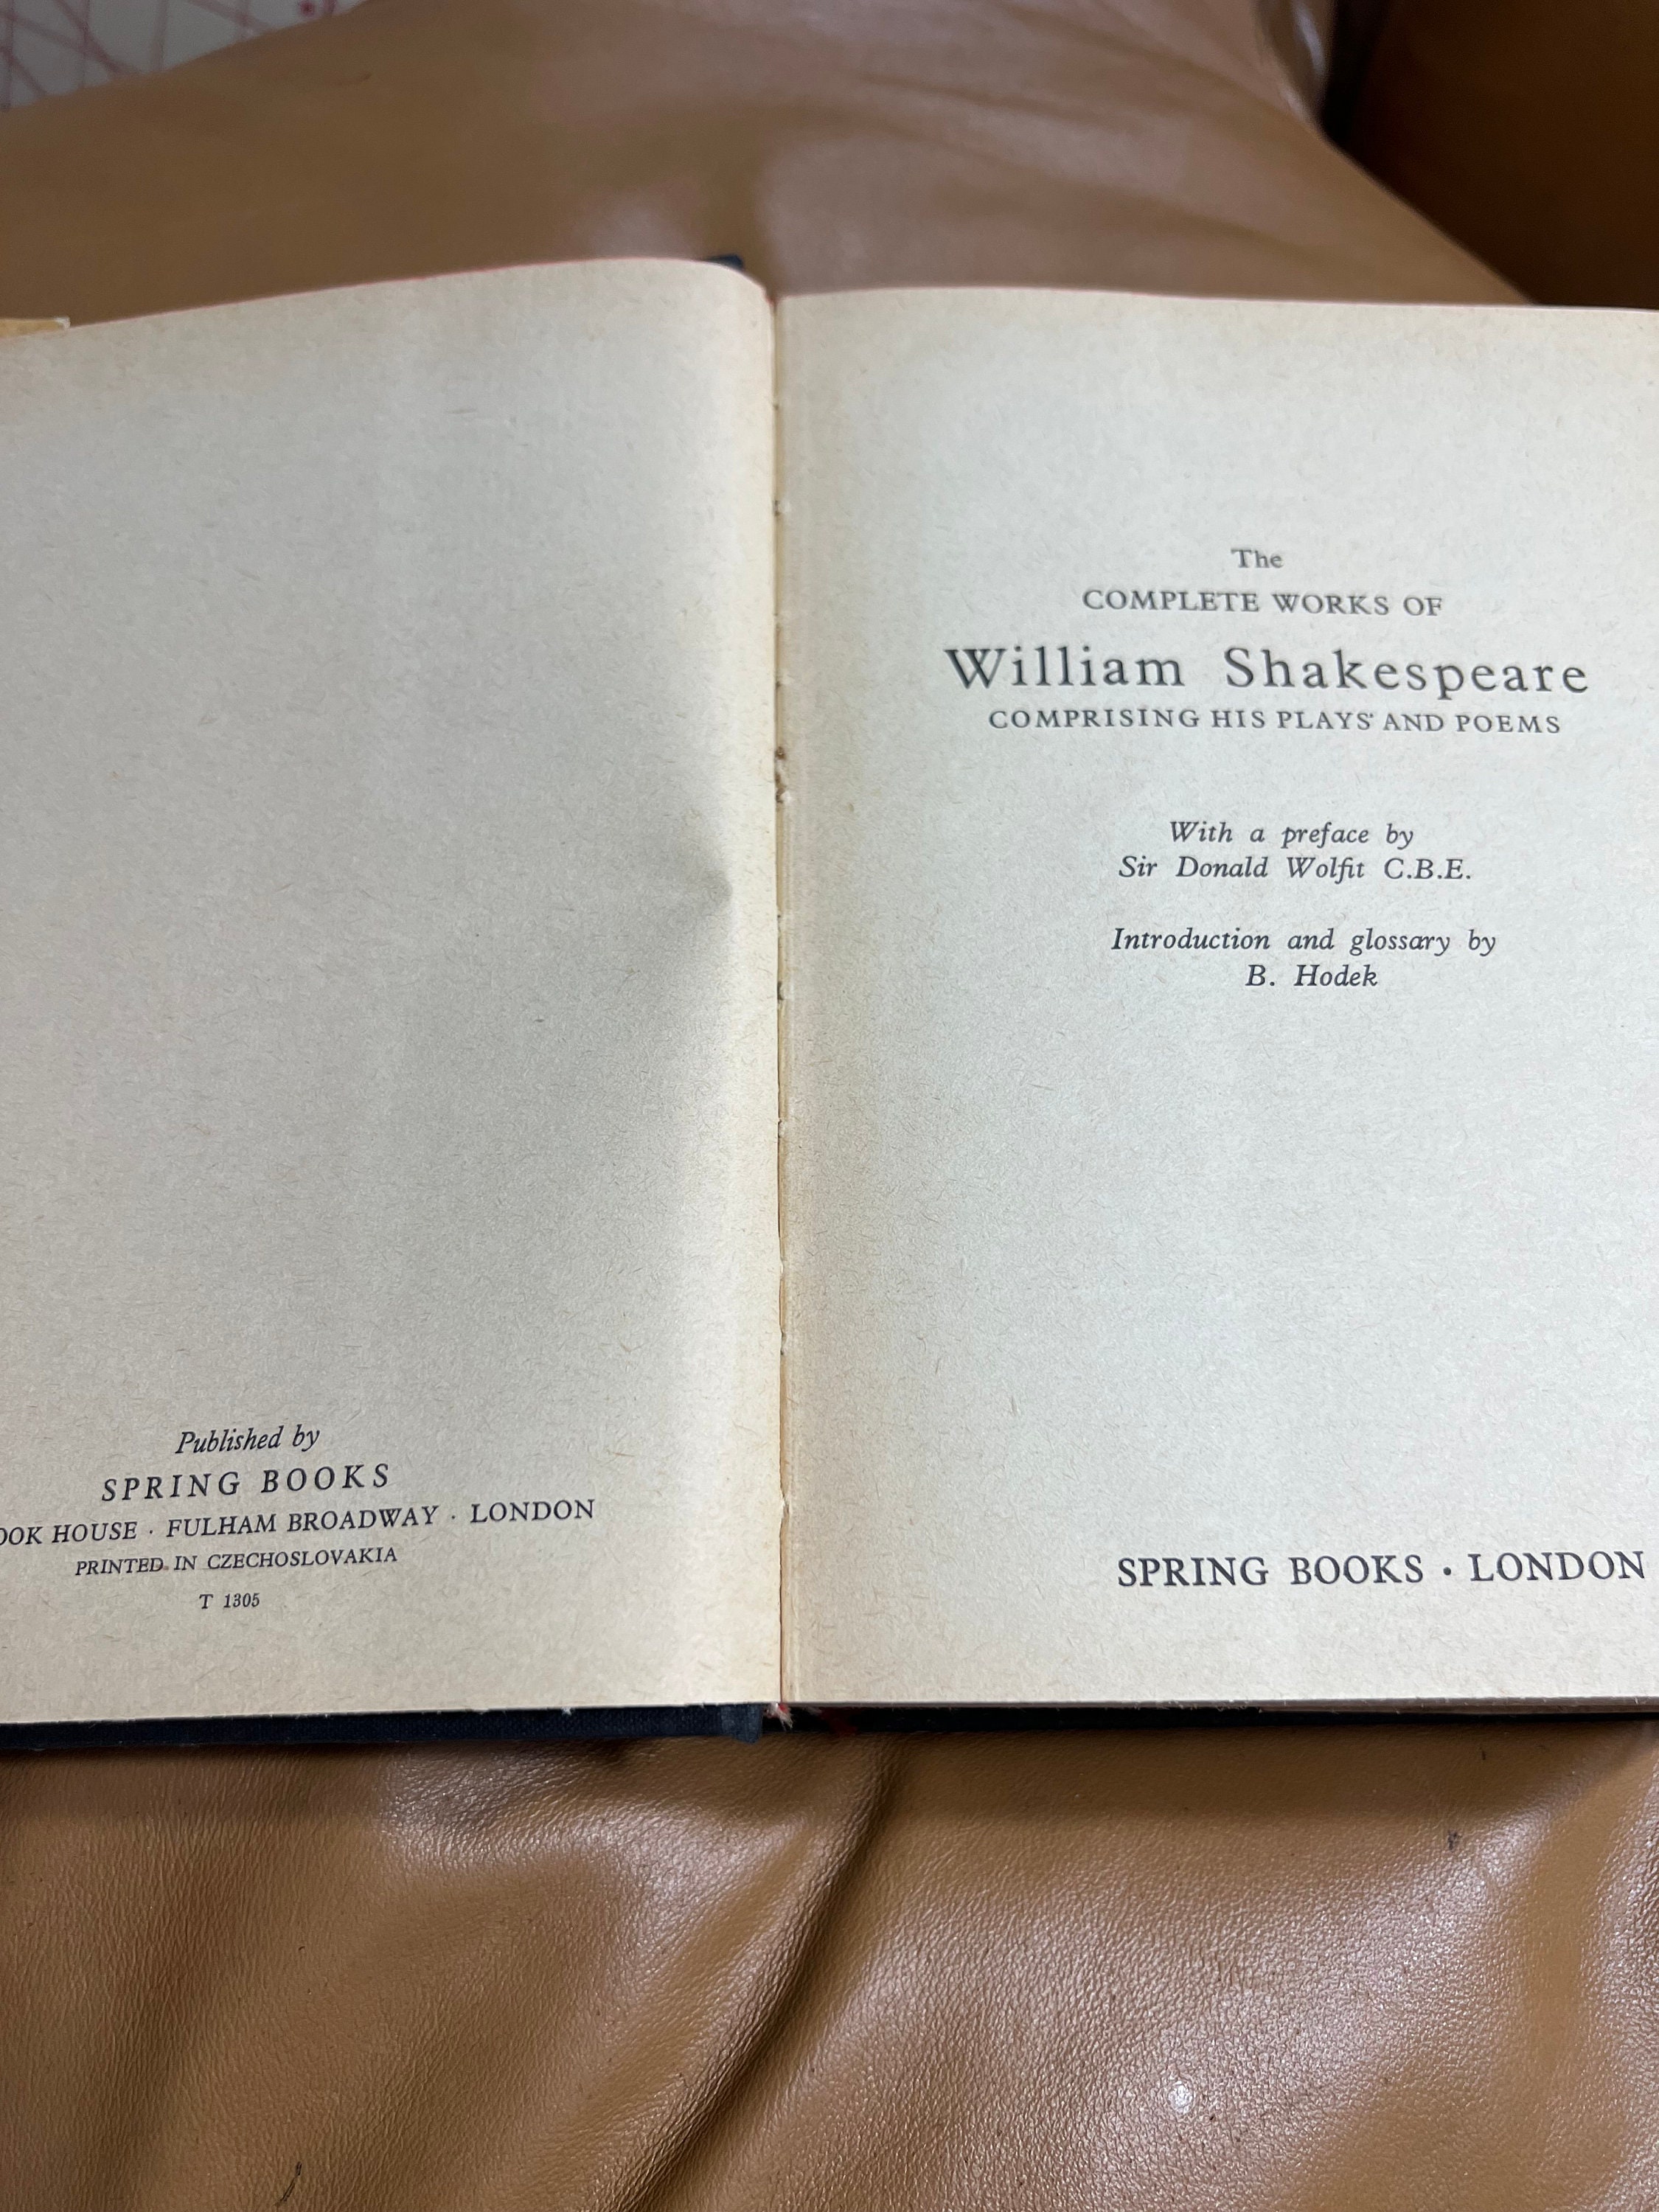 Published by
SPRING BOOKS
OOK HOUSE · FULHAM BROADWAY · LONDON
PRINTED IN CZECHOSLOVAKIA
T 1305
The
COMPLETE WORKS OF
William Shakespeare
COMPRISING HIS PLAYS AND POEMS
With a preface by
Sir Donald Wolfit C.B.E.
Introduction and glossary by
B. Hodek
SPRING BOOKS · LONDON